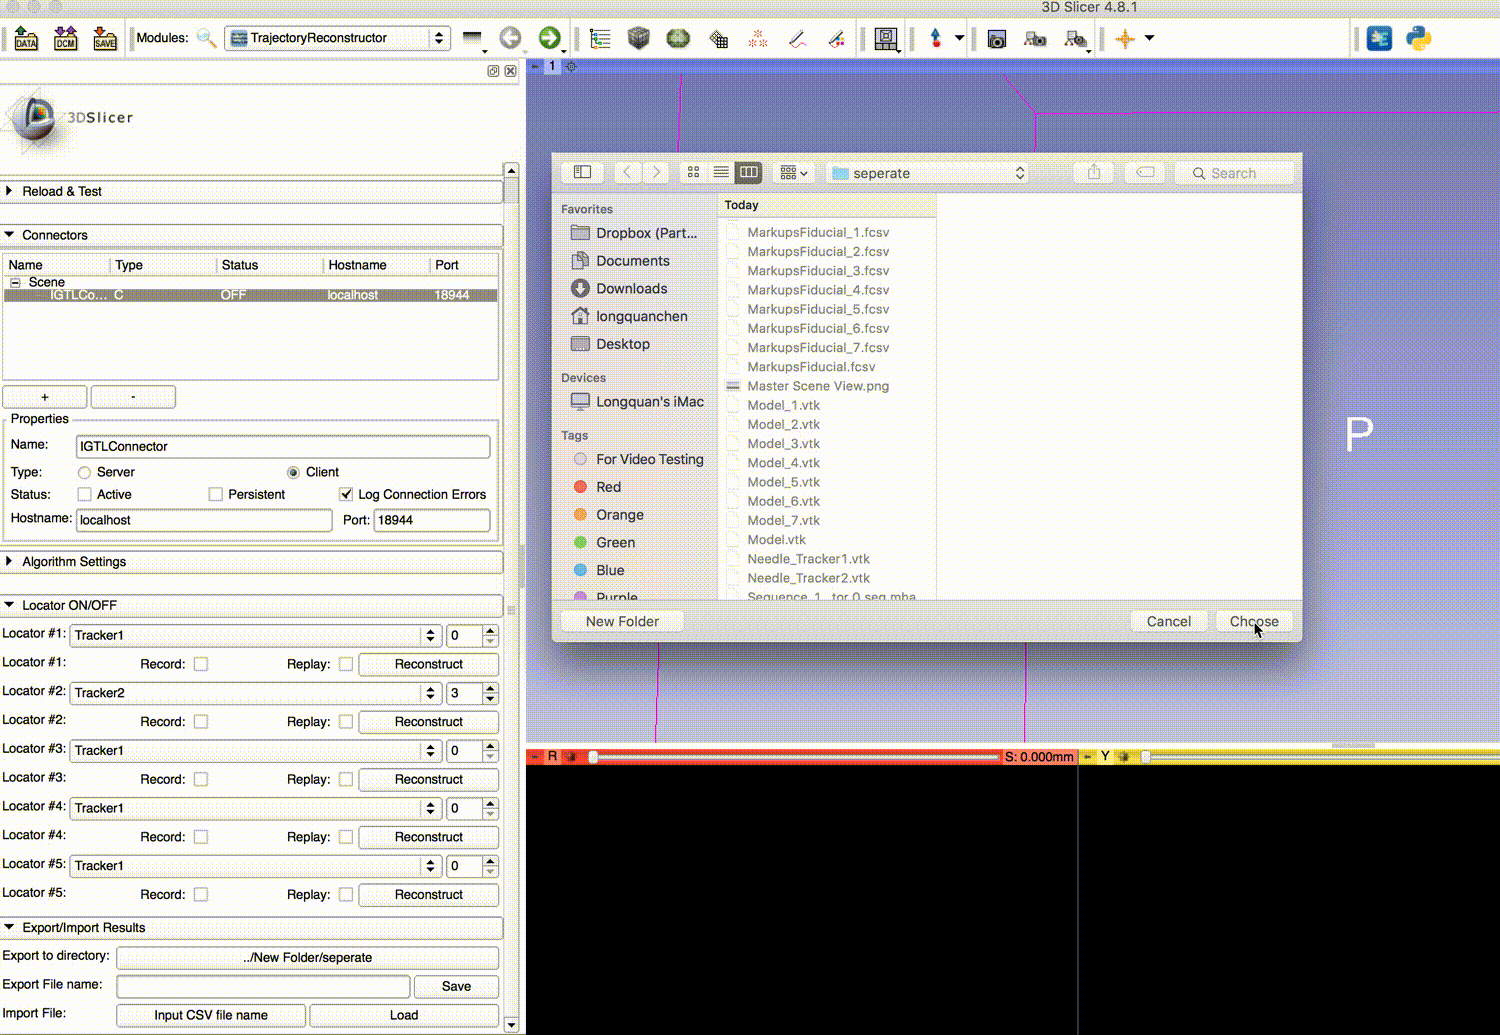 3D Slicer 4.8.1
DATA DCM SAVE Modules: TrajectoryReconstructor
1
3DSlicer
Reload & Test
Connectors
Name Type Status Hostname Port
Scene
IGTLCo... C OFF localhost 18944
+ -
Properties
Name: IGTLConnector
Type: Server Client
Status: Active Persistent Log Connection Errors
Hostname: localhost Port: 18944
Algorithm Settings
Locator ON/OFF
Locator #1: Tracker1 0
Locator #1: Record: Replay: Reconstruct
Locator #2: Tracker2 3
Locator #2: Record: Replay: Reconstruct
Locator #3: Tracker1 0
Locator #3: Record: Replay: Reconstruct
Locator #4: Tracker1 0
Locator #4: Record: Replay: Reconstruct
Locator #5: Tracker1 0
Locator #5: Record: Replay: Reconstruct
Export/Import Results
Export to directory: ../New Folder/seperate
Export File name: Save
Import File: Input CSV file name Load
seperate Search
Favorites
Dropbox (Part...
Documents
Downloads
longquanchen
Desktop
Devices
Longquan's iMac
Tags
For Video Testing
Red
Orange
Green
Blue
Purple
Today
MarkupsFiducial_1.fcsv
MarkupsFiducial_2.fcsv
MarkupsFiducial_3.fcsv
MarkupsFiducial_4.fcsv
MarkupsFiducial_5.fcsv
MarkupsFiducial_6.fcsv
MarkupsFiducial_7.fcsv
MarkupsFiducial.fcsv
Master Scene View.png
Model_1.vtk
Model_2.vtk
Model_3.vtk
Model_4.vtk
Model_5.vtk
Model_6.vtk
Model_7.vtk
Model.vtk
Needle_Tracker1.vtk
Needle_Tracker2.vtk
Sequence_1...tor 0.seq.mha
New Folder Cancel Choose
P
R S: 0.000mm Y